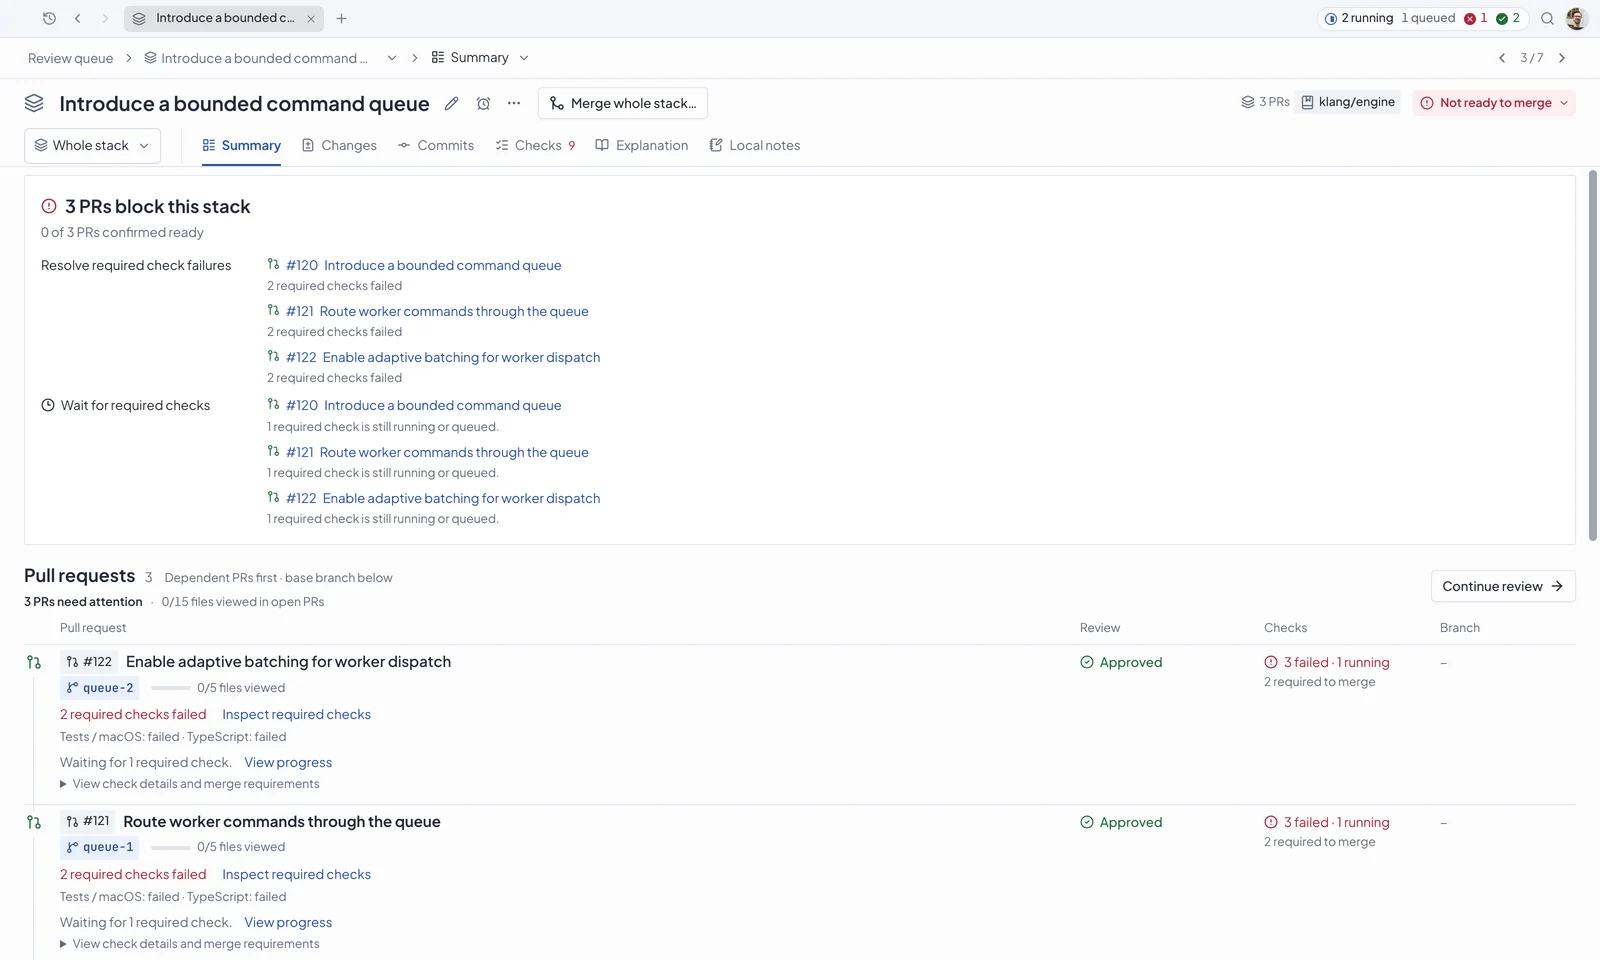 Introduce a bounded c...
2 running 1 queued 1 2
Review queue Introduce a bounded command ... Summary 3 / 7
Introduce a bounded command queue Merge whole stack... 3 PRs klang/engine Not ready to merge
Whole stack Summary Changes Commits Checks 9 Explanation Local notes
3 PRs block this stack
0 of 3 PRs confirmed ready
Resolve required check failures #120 Introduce a bounded command queue
2 required checks failed
#121 Route worker commands through the queue
2 required checks failed
#122 Enable adaptive batching for worker dispatch
2 required checks failed
Wait for required checks #120 Introduce a bounded command queue
1 required check is still running or queued.
#121 Route worker commands through the queue
1 required check is still running or queued.
#122 Enable adaptive batching for worker dispatch
1 required check is still running or queued.
Pull requests 3 Dependent PRs first · base branch below
3 PRs need attention · 0/15 files viewed in open PRs
Continue review
Pull request Review Checks Branch
#122 Enable adaptive batching for worker dispatch Approved 3 failed · 1 running –
queue-2 0/5 files viewed 2 required to merge
2 required checks failed Inspect required checks
Tests / macOS: failed · TypeScript: failed
Waiting for 1 required check. View progress
View check details and merge requirements
#121 Route worker commands through the queue Approved 3 failed · 1 running –
queue-1 0/5 files viewed 2 required to merge
2 required checks failed Inspect required checks
Tests / macOS: failed · TypeScript: failed
Waiting for 1 required check. View progress
View check details and merge requirements